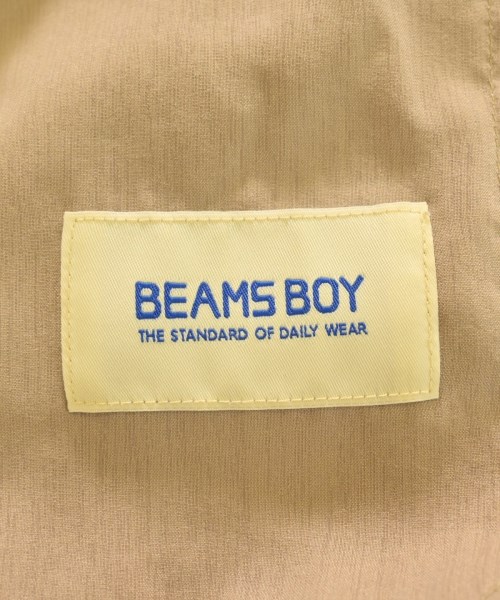 BEAMS BOY
THE STANDARD OF DAILY WEAR